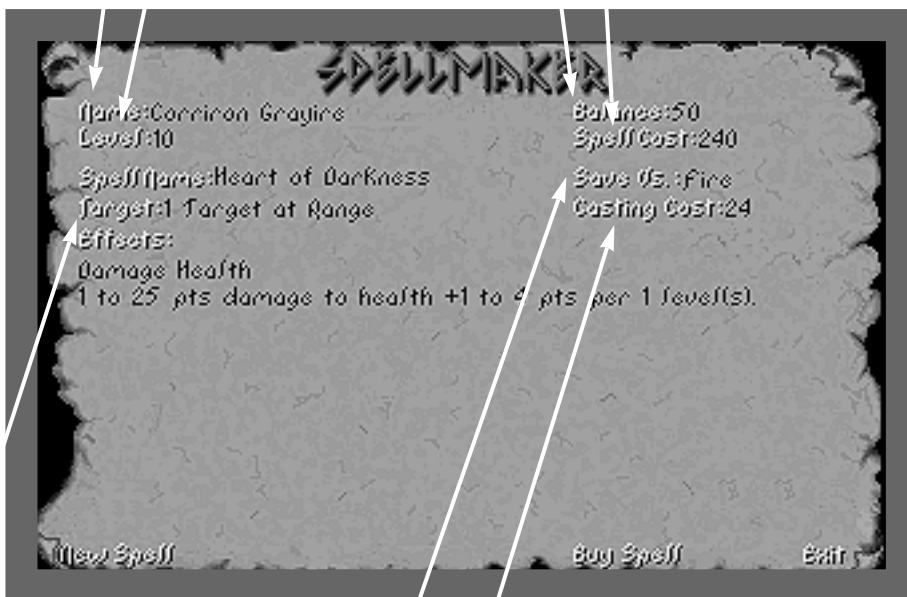 SPELLMAKER
Name:Corriron Grayire Balance:50
Level:10 Spell Cost:240
Spell Name:Heart of Darkness Save Vs.:Fire
Target:1 Target at Range Casting Cost:24
Effects:
Damage Health
1 to 25 pts damage to health +1 to 4 pts per 1 level(s).
New Spell Buy Spell Exit